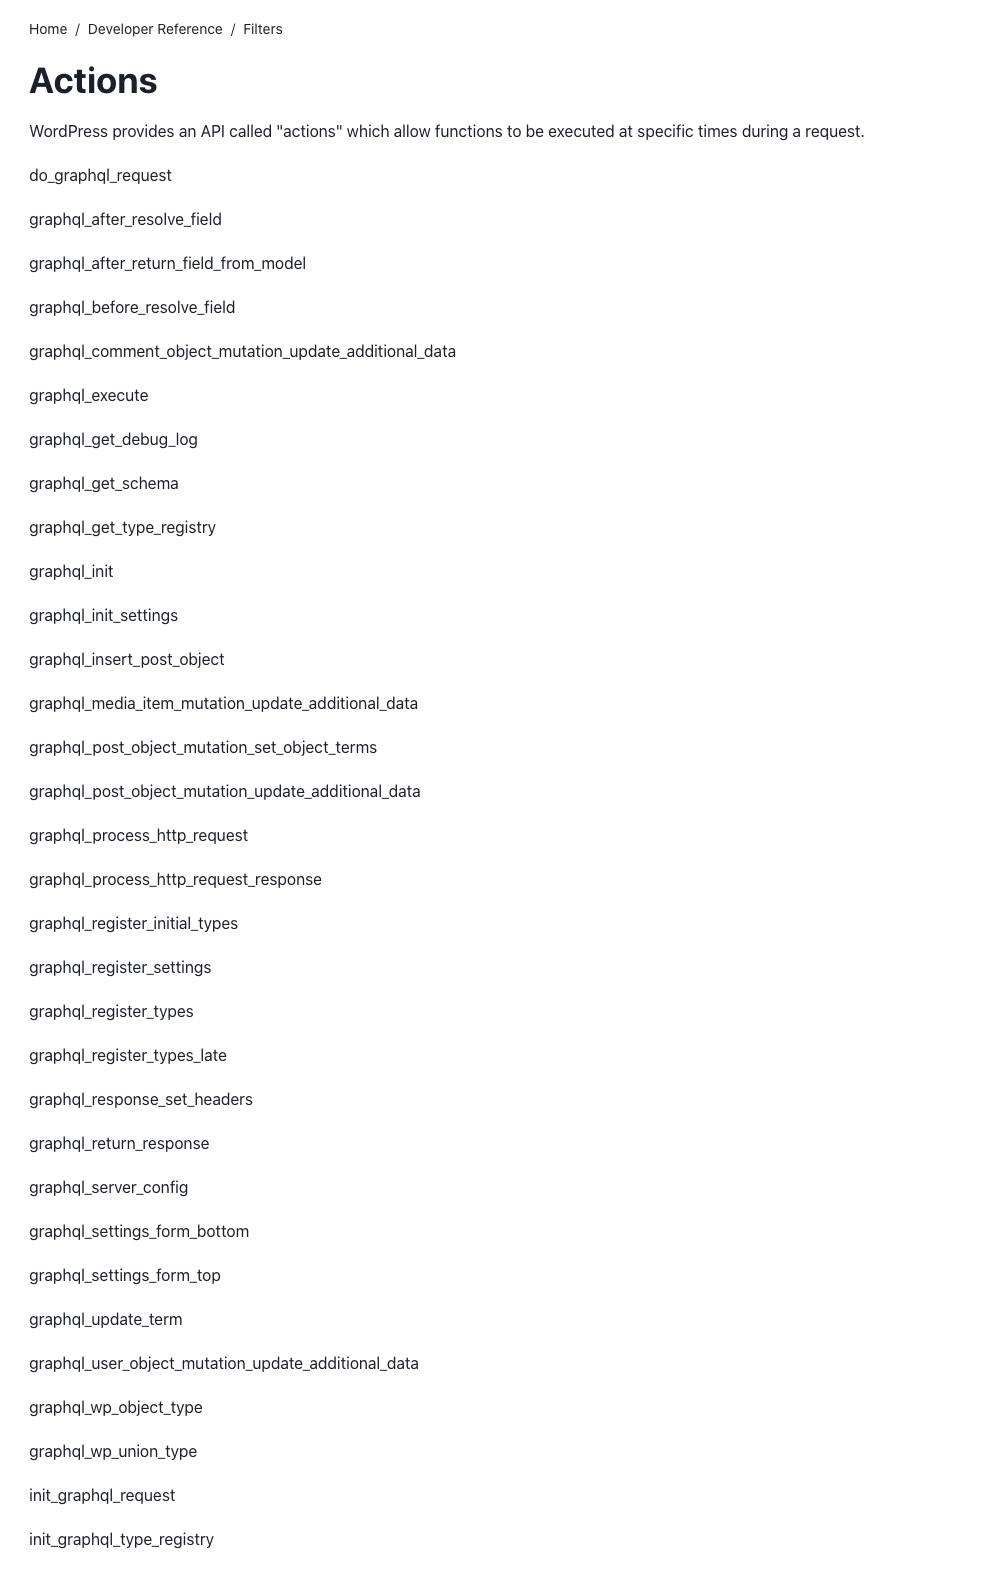 Home / Developer Reference / Filters
Actions
WordPress provides an API called "actions" which allow functions to be executed at specific times during a request.
do_graphql_request
graphql_after_resolve_field
graphql_after_return_field_from_model
graphql_before_resolve_field
graphql_comment_object_mutation_update_additional_data
graphql_execute
graphql_get_debug_log
graphql_get_schema
graphql_get_type_registry
graphql_init
graphql_init_settings
graphql_insert_post_object
graphql_media_item_mutation_update_additional_data
graphql_post_object_mutation_set_object_terms
graphql_post_object_mutation_update_additional_data
graphql_process_http_request
graphql_process_http_request_response
graphql_register_initial_types
graphql_register_settings
graphql_register_types
graphql_register_types_late
graphql_response_set_headers
graphql_return_response
graphql_server_config
graphql_settings_form_bottom
graphql_settings_form_top
graphql_update_term
graphql_user_object_mutation_update_additional_data
graphql_wp_object_type
graphql_wp_union_type
init_graphql_request
init_graphql_type_registry